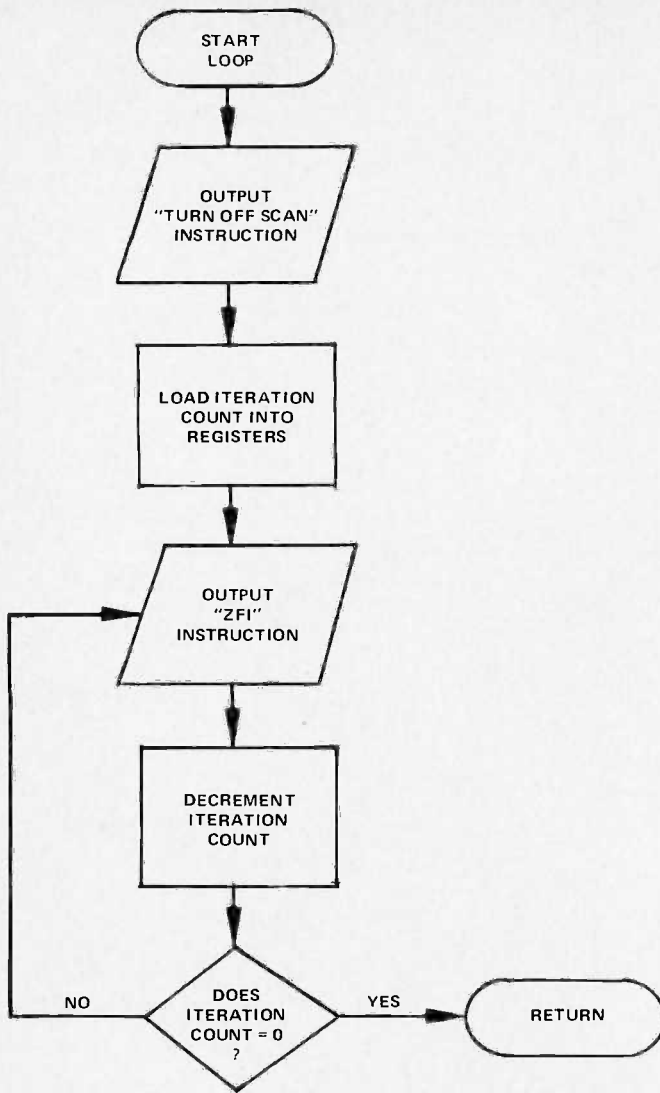 START
LOOP
OUTPUT
"TURN OFF SCAN"
INSTRUCTION
LOAD ITERATION
COUNT INTO
REGISTERS
OUTPUT
"ZFI"
INSTRUCTION
DECREMENT
ITERATION
COUNT
DOES
ITERATION
COUNT = 0
?
NO
YES
RETURN